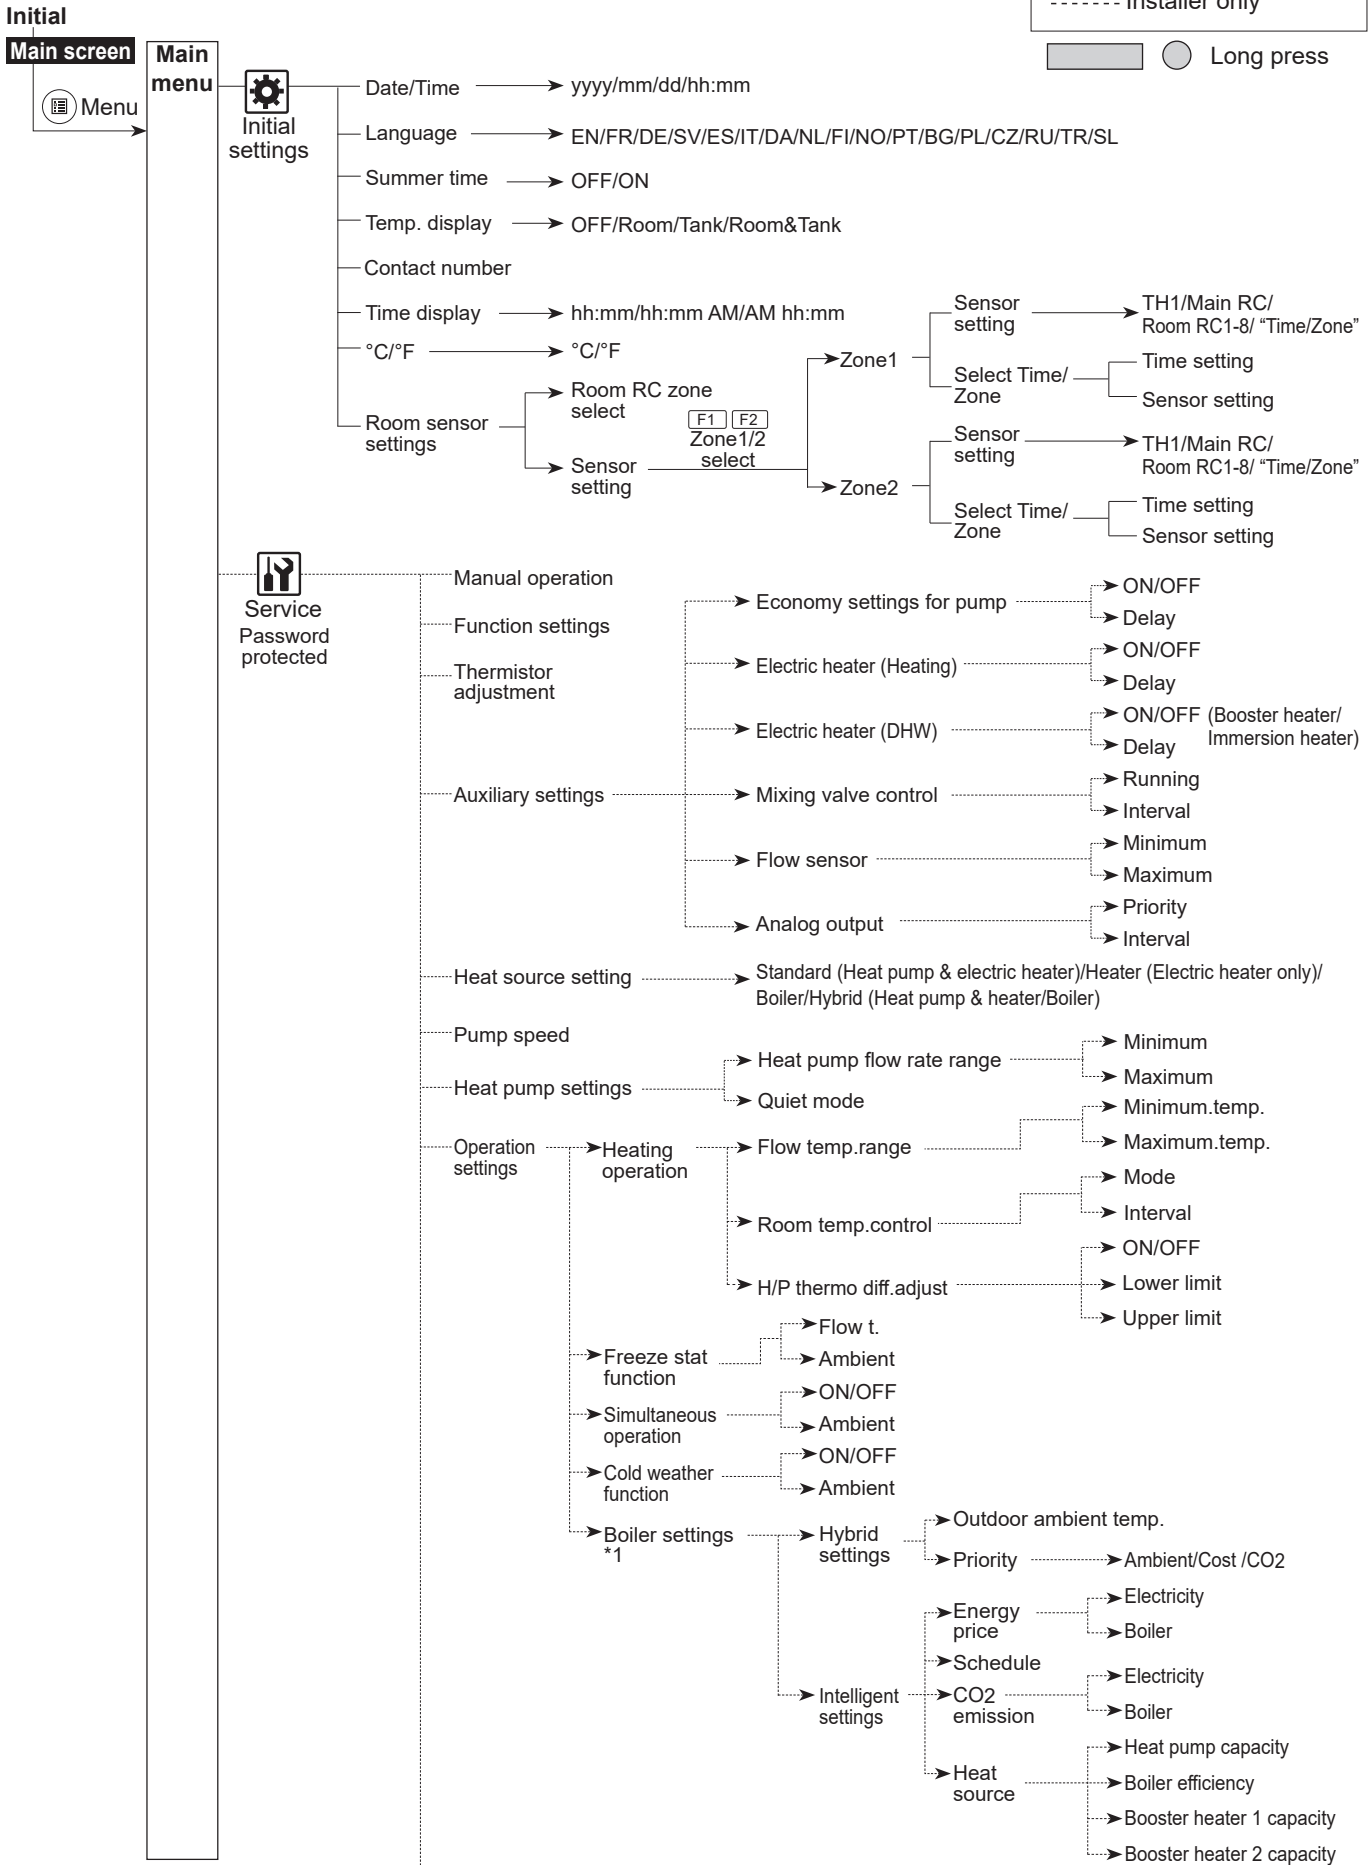 Installer only
Initial
Main screen
Menu
Main
menu
Long press
Initial
settings
Date/Time
yyyy/mm/dd/hh:mm
Language
EN/FR/DE/SV/ES/IT/DA/NL/FI/NO/PT/BG/PL/CZ/RU/TR/SL
Summer time
OFF/ON
Temp. display
OFF/Room/Tank/Room&Tank
Contact number
Time display
hh:mm/hh:mm AM/AM hh:mm
°C/°F
°C/°F
Room sensor
settings
Room RC zone
select
Sensor
setting
F1 F2
Zone1/2
select
Zone1
Sensor
setting
TH1/Main RC/
Room RC1-8/ “Time/Zone”
Select Time/
Zone
Time setting
Sensor setting
Zone2
Sensor
setting
TH1/Main RC/
Room RC1-8/ “Time/Zone”
Select Time/
Zone
Time setting
Sensor setting
Service
Password
protected
Manual operation
Function settings
Thermistor
adjustment
Auxiliary settings
Economy settings for pump
ON/OFF
Delay
Electric heater (Heating)
ON/OFF
Delay
Electric heater (DHW)
ON/OFF (Booster heater/
Immersion heater)
Delay
Mixing valve control
Running
Interval
Flow sensor
Minimum
Maximum
Analog output
Priority
Interval
Heat source setting
Standard (Heat pump & electric heater)/Heater (Electric heater only)/
Boiler/Hybrid (Heat pump & heater/Boiler)
Pump speed
Heat pump settings
Heat pump flow rate range
Minimum
Maximum
Quiet mode
Operation
settings
Heating
operation
Flow temp.range
Minimum.temp.
Maximum.temp.
Room temp.control
Mode
Interval
H/P thermo diff.adjust
ON/OFF
Lower limit
Upper limit
Freeze stat
function
Flow t.
Ambient
Simultaneous
operation
ON/OFF
Ambient
Cold weather
function
ON/OFF
Ambient
Boiler settings
*1
Hybrid
settings
Outdoor ambient temp.
Priority
Ambient/Cost /CO2
Intelligent
settings
Energy
price
Electricity
Boiler
Schedule
CO2
emission
Electricity
Boiler
Heat
source
Heat pump capacity
Boiler efficiency
Booster heater 1 capacity
Booster heater 2 capacity